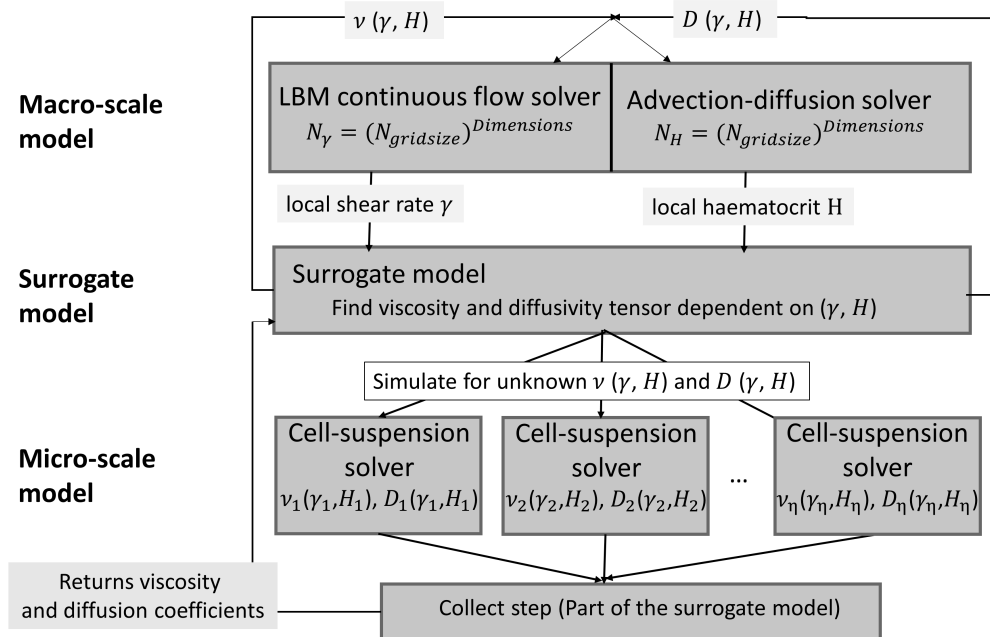 ν (γ, H)
D (γ, H)
Macro-scale
model
LBM continuous flow solver
N_γ = (N_gridsize)^Dimensions
Advection-diffusion solver
N_H = (N_gridsize)^Dimensions
local shear rate γ
local haematocrit H
Surrogate
model
Surrogate model
Find viscosity and diffusivity tensor dependent on (γ, H)
Simulate for unknown ν (γ, H) and D (γ, H)
Micro-scale
model
Cell-suspension
solver
ν₁(γ₁,H₁), D₁(γ₁,H₁)
Cell-suspension
solver
ν₂(γ₂,H₂), D₂(γ₂,H₂)
...
Cell-suspension
solver
ν_η(γ_η,H_η), D_η(γ_η,H_η)
Returns viscosity
and diffusion coefficients
Collect step (Part of the surrogate model)